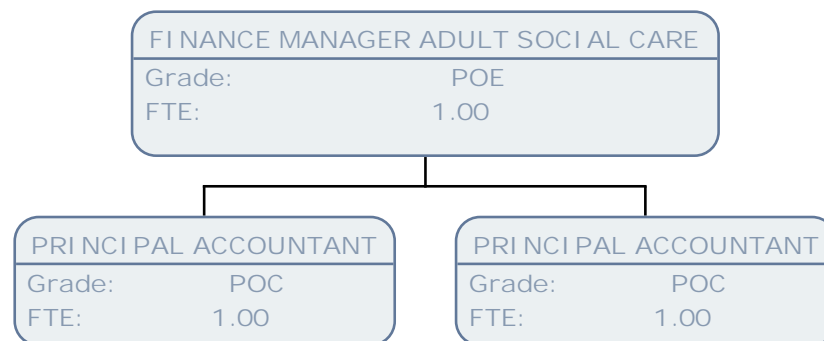 FINANCE MANAGER ADULT SOCIAL CARE
Grade: POE
FTE: 1.00
PRINCIPAL ACCOUNTANT
Grade: POC
FTE: 1.00
PRINCIPAL ACCOUNTANT
Grade: POC
FTE: 1.00